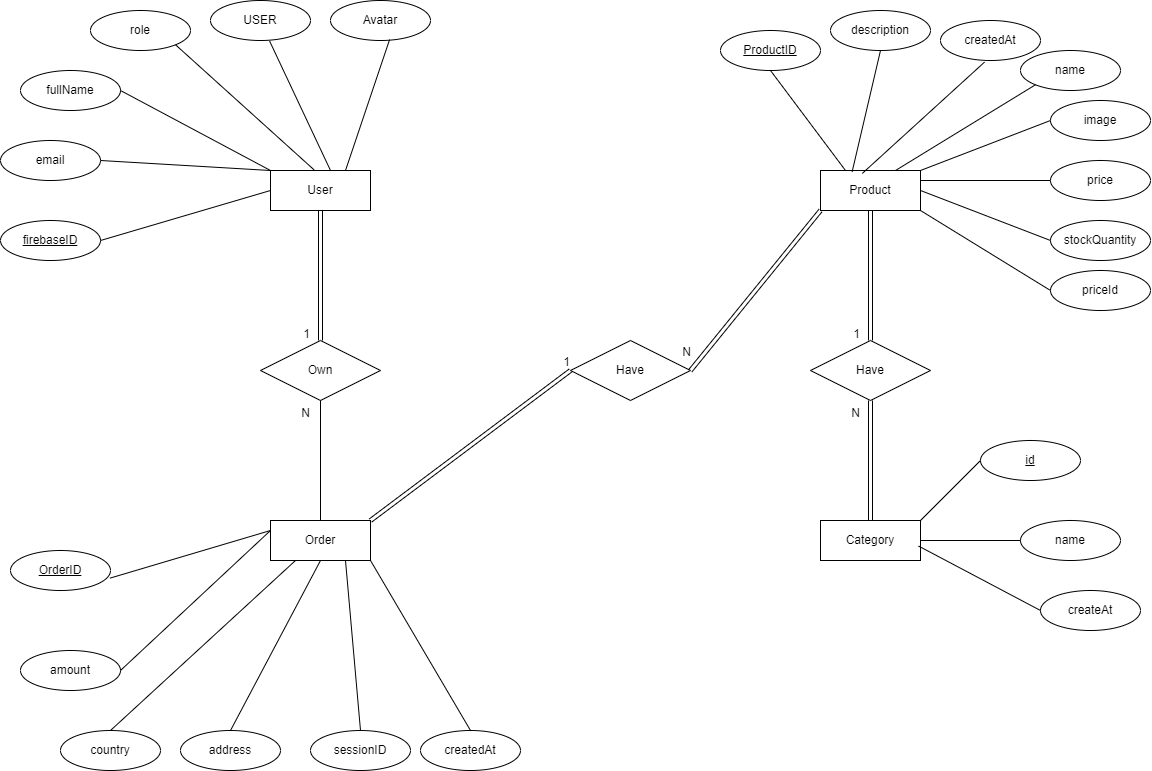 role
USER
Avatar
fullName
email
firebaseID
User
ProductID
description
createdAt
name
image
price
stockQuantity
priceId
Product
1
Own
N
1
Have
N
1
Have
N
Order
OrderID
amount
country
address
sessionID
createdAt
Category
id
name
createAt